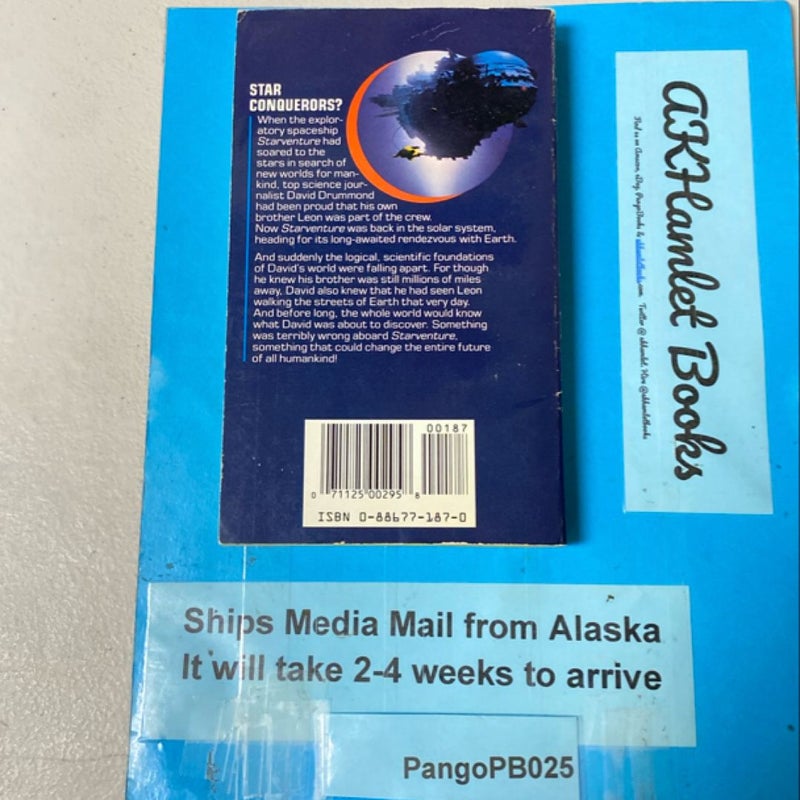 STAR
CONQUERORS?
When the explor-
atory spaceship
Starventure had
soared to the
stars in search of
new worlds for man-
kind, top science jour-
nalist David Drummond
had been proud that his own
brother Leon was part of the crew.
Now Starventure was back in the solar system,
heading for its long-awaited rendezvous with Earth.
And suddenly the logical, scientific foundations
of David's world were falling apart. For though
he knew his brother was still millions of miles
away, David also knew that he had seen Leon
walking the streets of Earth that very day.
And before long, the whole world would know
what David was about to discover. Something
was terribly wrong aboard Starventure,
something that could change the entire future
of all humankind!
00187
0 71125 00295 8
ISBN 0-88677-187-0
AKHamlet Books
Find us on Amazon, eBay, PangoBooks &
Ships Media Mail from Alaska
It will take 2-4 weeks to arrive
PangoPB025